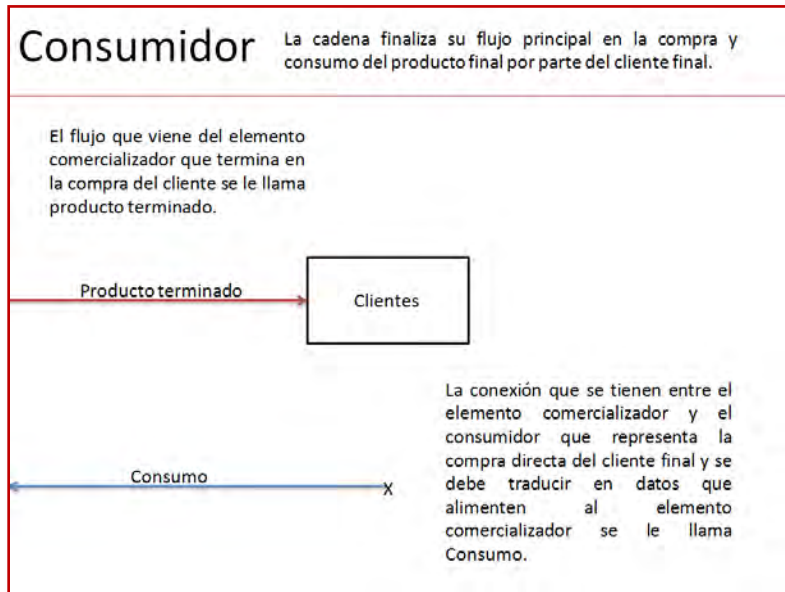 Consumidor
La cadena finaliza su flujo principal en la compra y
consumo del producto final por parte del cliente final.
El flujo que viene del elemento
comercializador que termina en
la compra del cliente se le llama
producto terminado.
Producto terminado
Clientes
La conexión que se tienen entre el
elemento comercializador y el
consumidor que representa la
compra directa del cliente final y se
debe traducir en datos que
alimenten al elemento
comercializador se le llama
Consumo.
Consumo
X